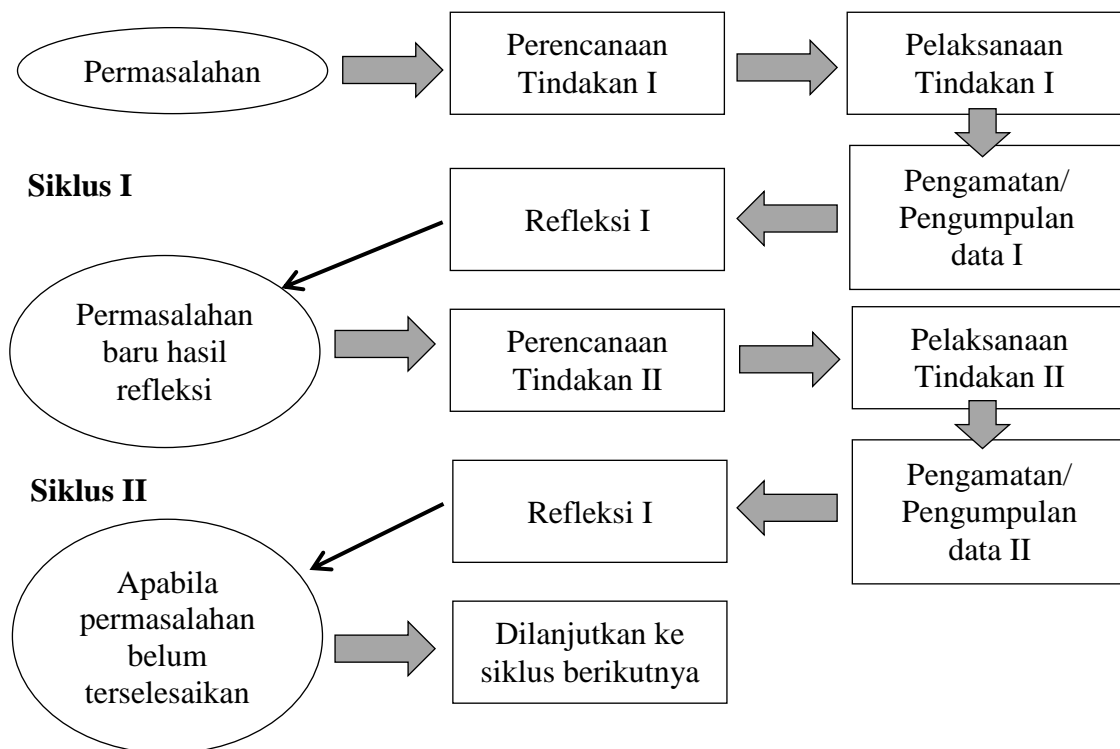 Permasalahan
Perencanaan
Tindakan I
Pelaksanaan
Tindakan I
Siklus I
Refleksi I
Pengamatan/
Pengumpulan
data I
Permasalahan
baru hasil
refleksi
Perencanaan
Tindakan II
Pelaksanaan
Tindakan II
Siklus II
Refleksi I
Pengamatan/
Pengumpulan
data II
Apabila
permasalahan
belum
terselesaikan
Dilanjutkan ke
siklus berikutnya